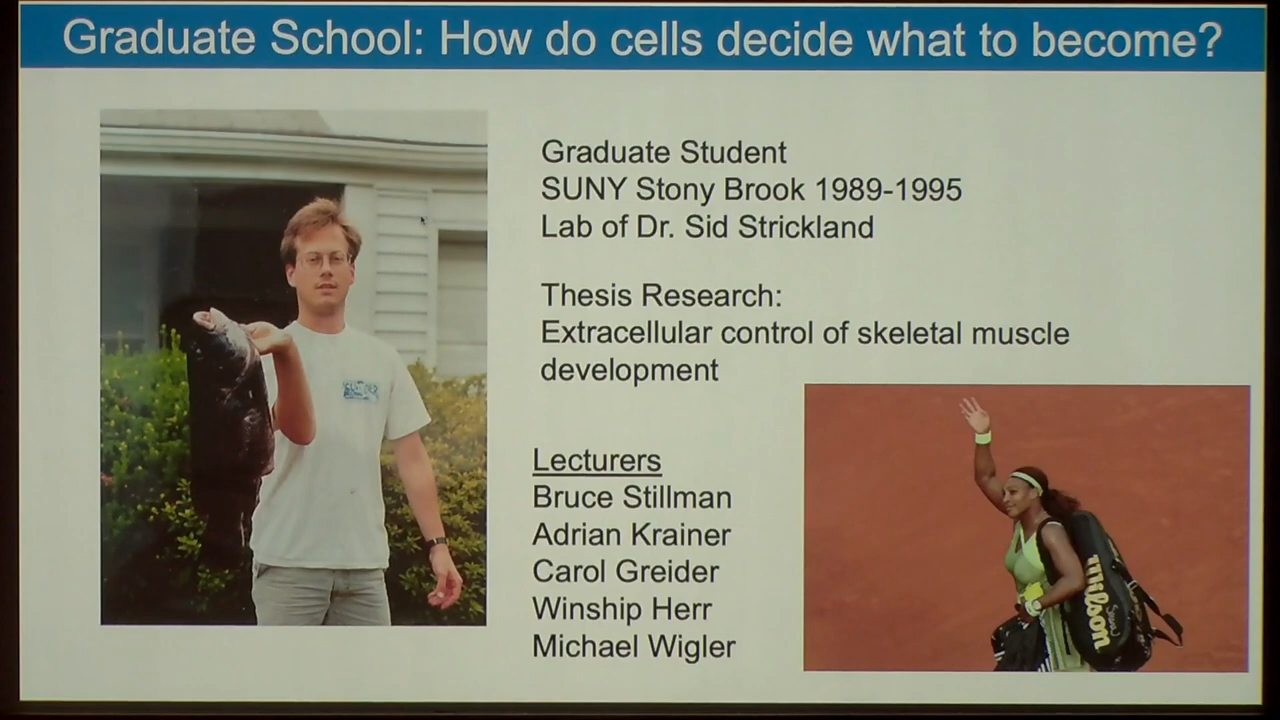 Graduate School: How do cells decide what to become?
Graduate Student
SUNY Stony Brook 1989-1995
Lab of Dr. Sid Strickland
Thesis Research:
Extracellular control of skeletal muscle
development
Lecturers
Bruce Stillman
Adrian Krainer
Carol Greider
Winship Herr
Michael Wigler
Wilson